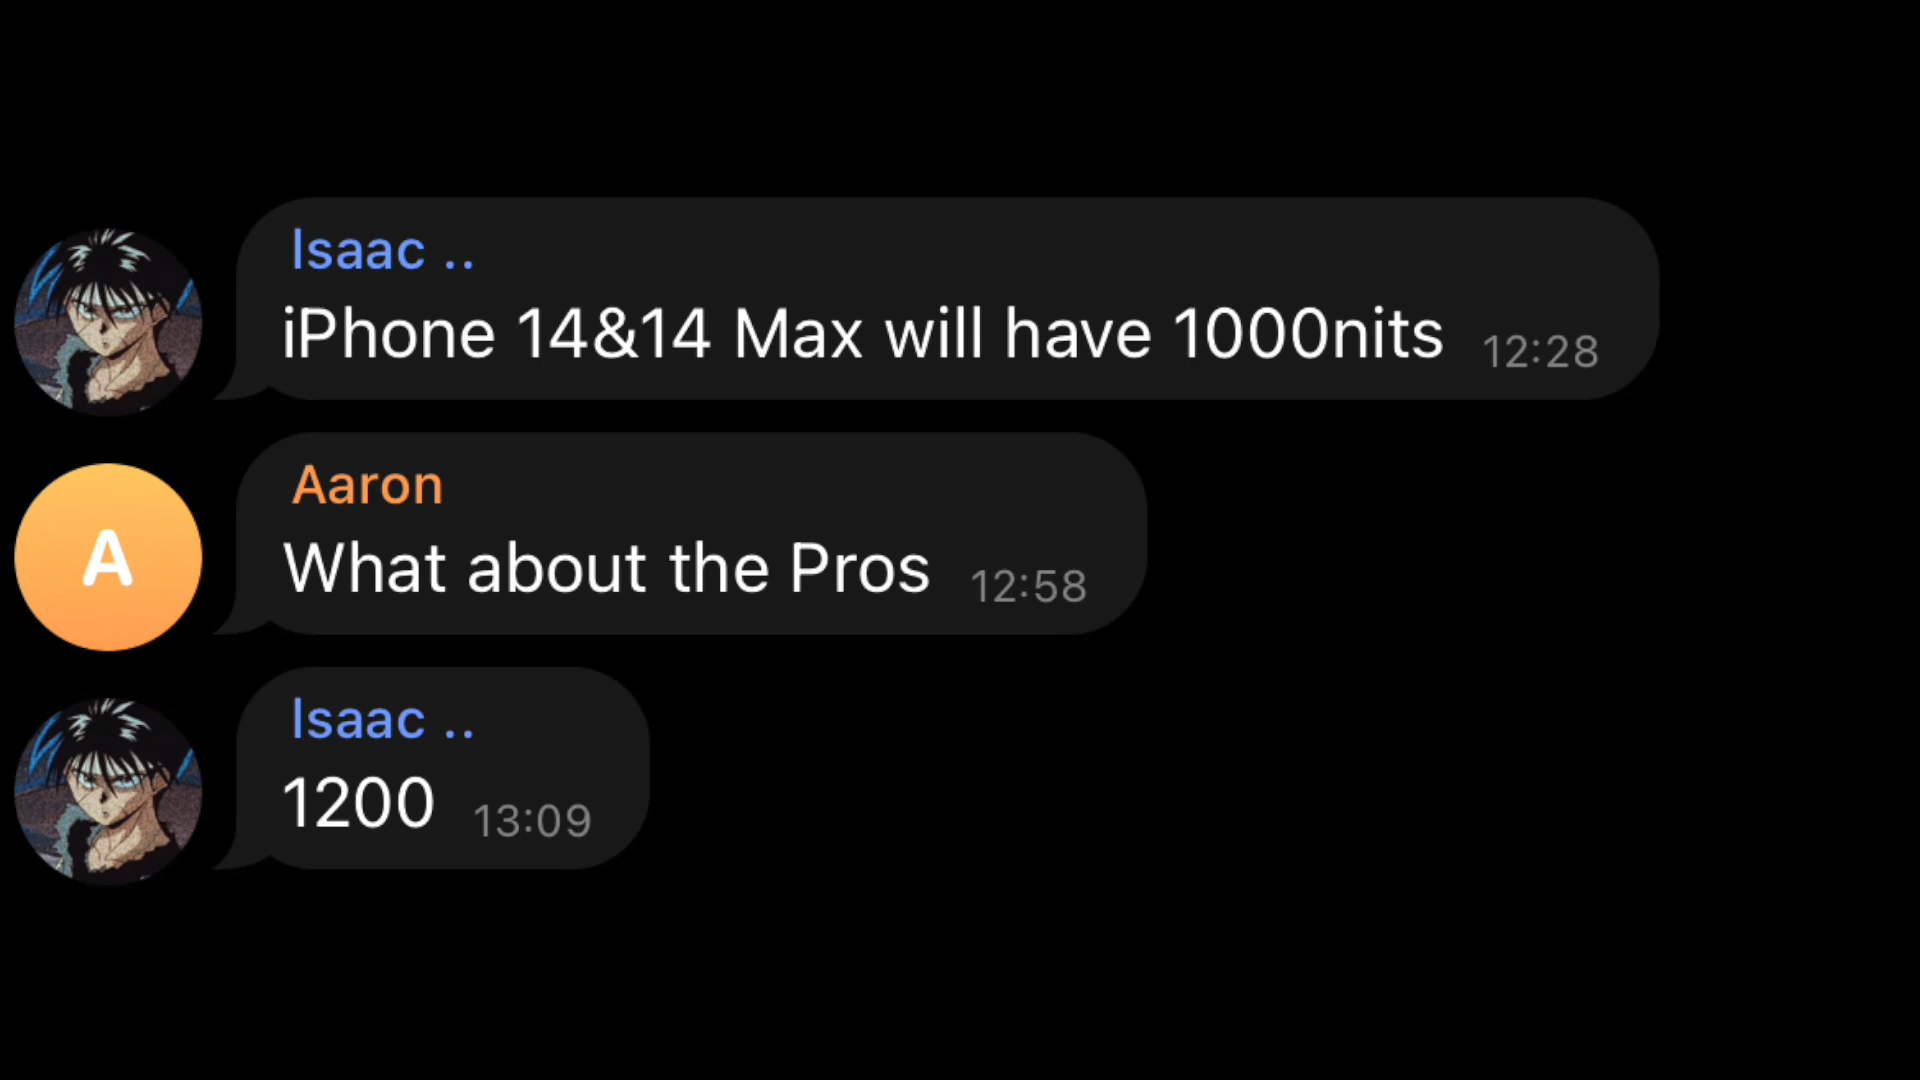 Isaac ..
iPhone 14&14 Max will have 1000nits 12:28
A
Aaron
What about the Pros 12:58
Isaac ..
1200 13:09